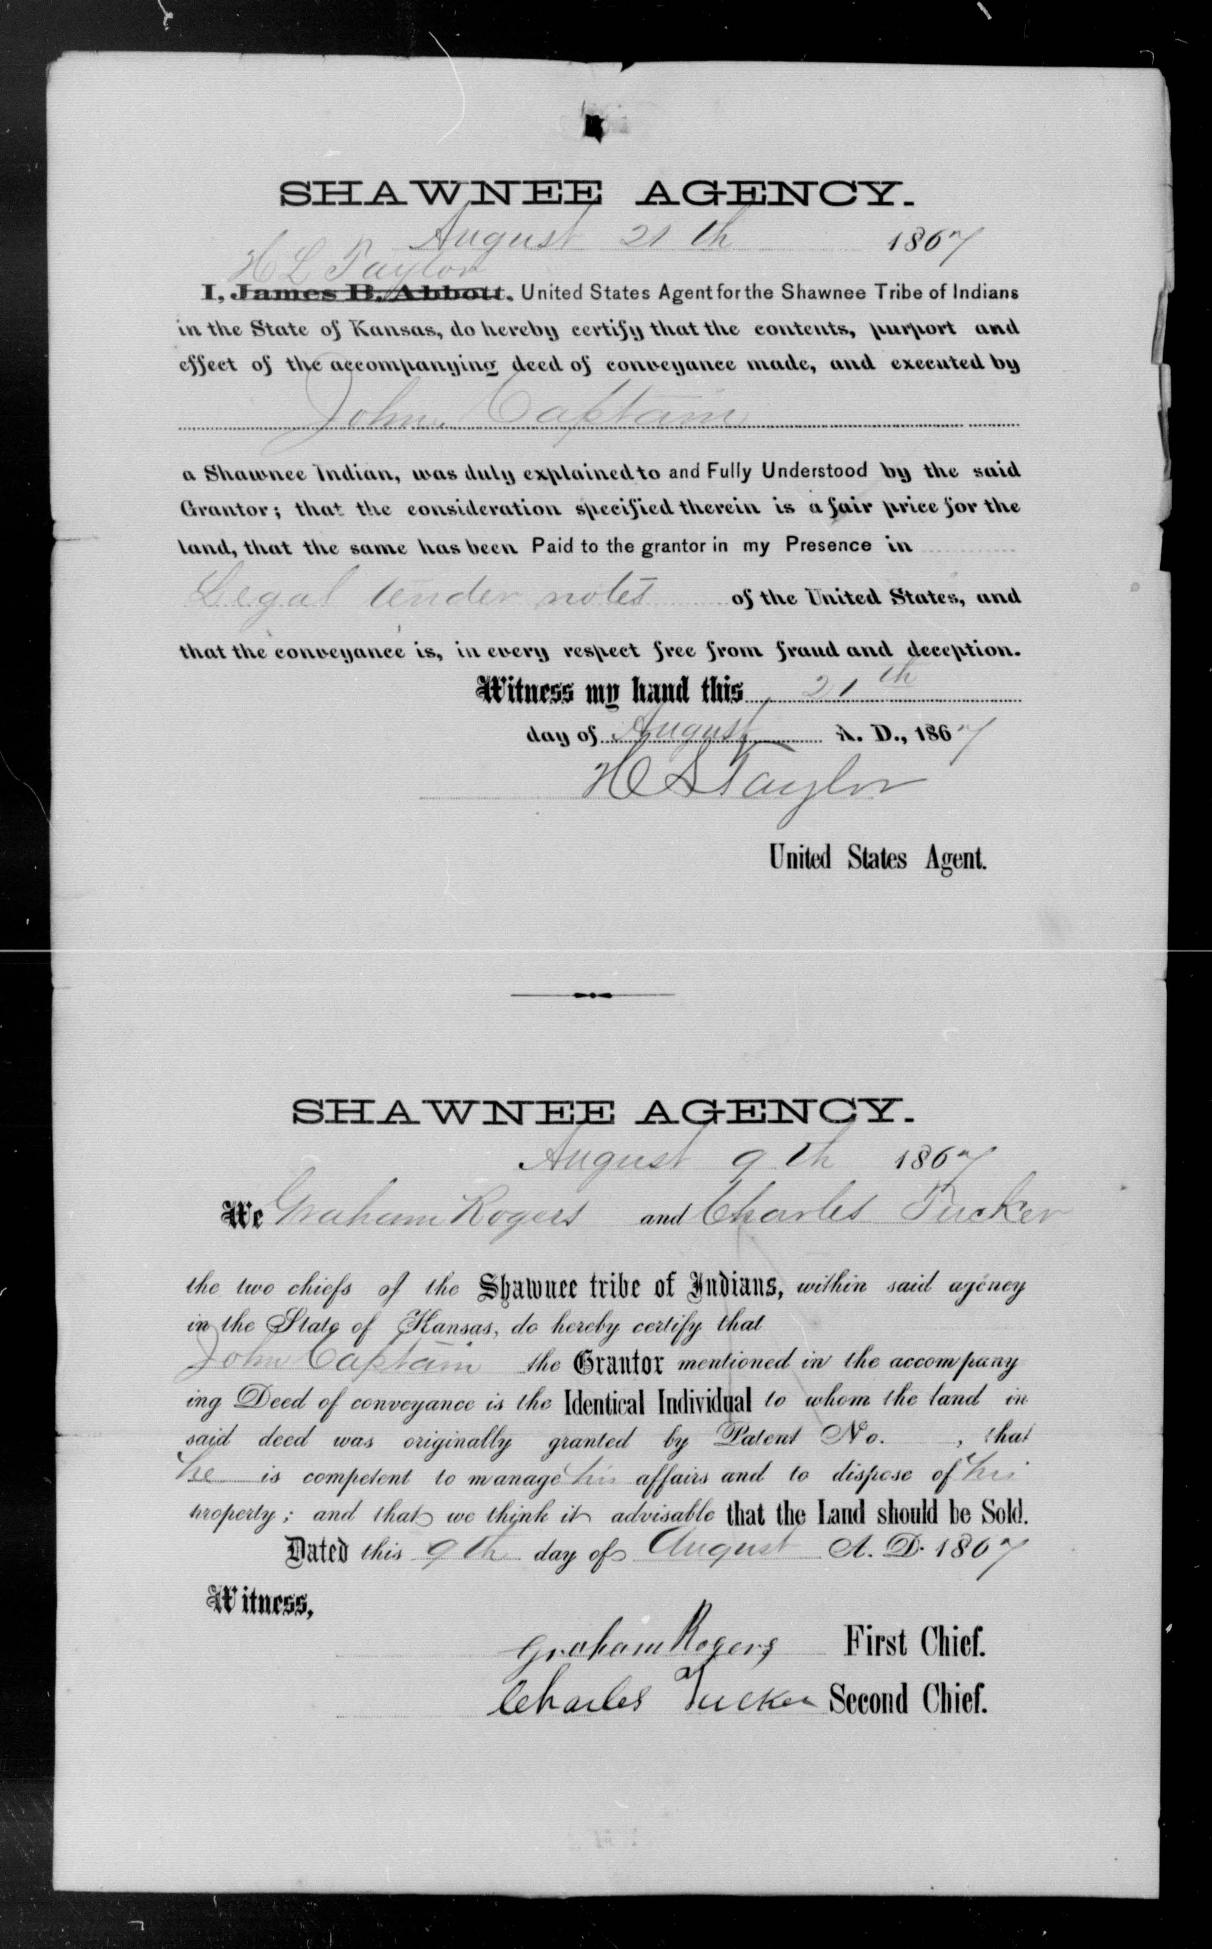 SHAWNEE AGENCY.
August 21th 1867
H L Taylor
I, James B. Abbott. United States Agent for the Shawnee Tribe of Indians
in the State of Kansas, do hereby certify that the contents, purport and
effect of the accompanying deed of conveyance made, and executed by
John Captain
a Shawnee Indian, was duly explained to and Fully Understood by the said
Grantor; that the consideration specified therein is a fair price for the
land, that the same has been Paid to the grantor in my Presence in
Legal tender notes of the United States, and
that the conveyance is, in every respect free from fraud and deception.
Witness my hand this 21th
day of August A. D., 1867
H L Taylor
United States Agent.
SHAWNEE AGENCY.
August 9th 1867
We Graham Rogers and Charles Tucker
the two chiefs of the Shawnee tribe of Indians, within said agency
in the State of Kansas, do hereby certify that
John Captain the Grantor mentioned in the accompany
ing Deed of conveyance is the Identical Individual to whom the land in
said deed was originally granted by Patent No. , that
he is competent to manage his affairs and to dispose of his
property; and that we think it advisable that the Land should be Sold.
Dated this 9th day of August A. D. 1867
Witness,
Graham Rogers First Chief.
Charles Tucker Second Chief.